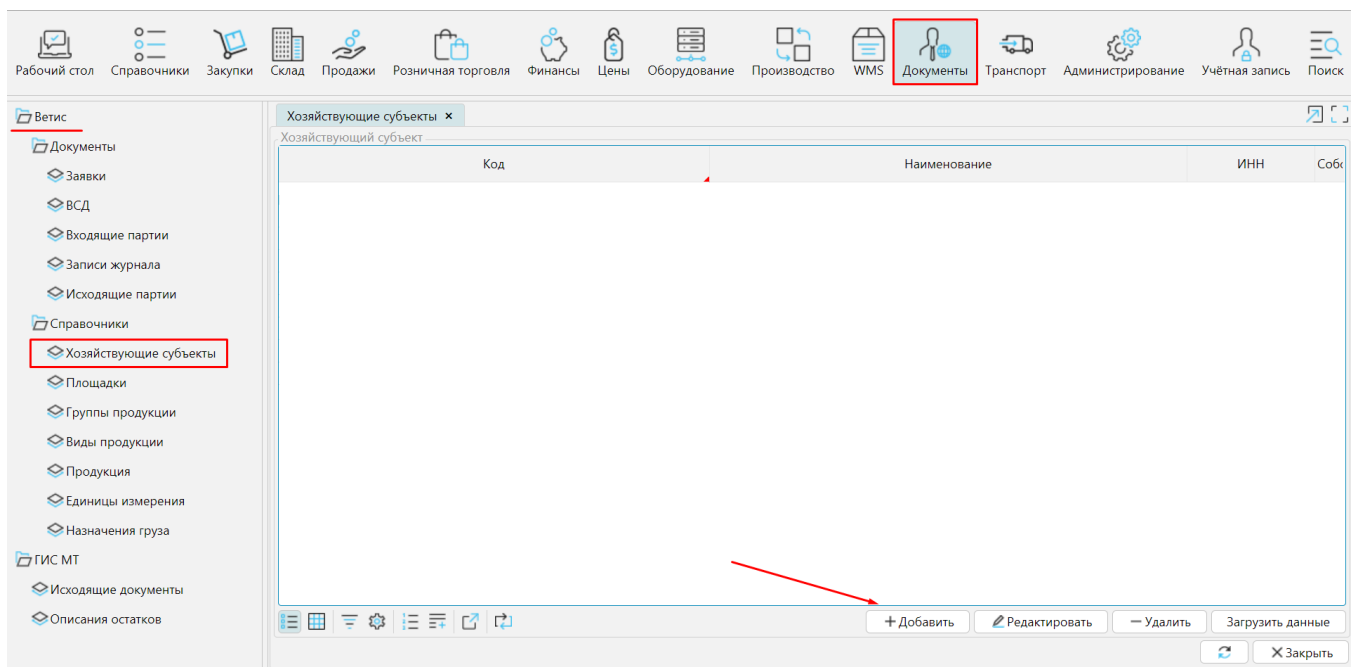 Рабочий стол Справочники Закупки Склад Продажи Розничная торговля Финансы Цены Оборудование Производство WMS Документы Транспорт Администрирование Учётная запись Поиск
Ветис
Документы
Заявки
ВСД
Входящие партии
Записи журнала
Исходящие партии
Справочники
Хозяйствующие субъекты
Площадки
Группы продукции
Виды продукции
Продукция
Единицы измерения
Назначения груза
ГИС МТ
Исходящие документы
Описания остатков
Хозяйствующие субъекты ×
Хозяйствующий субъект
Код Наименование ИНН Собс
+ Добавить Редактировать — Удалить Загрузить данные
× Закрыть